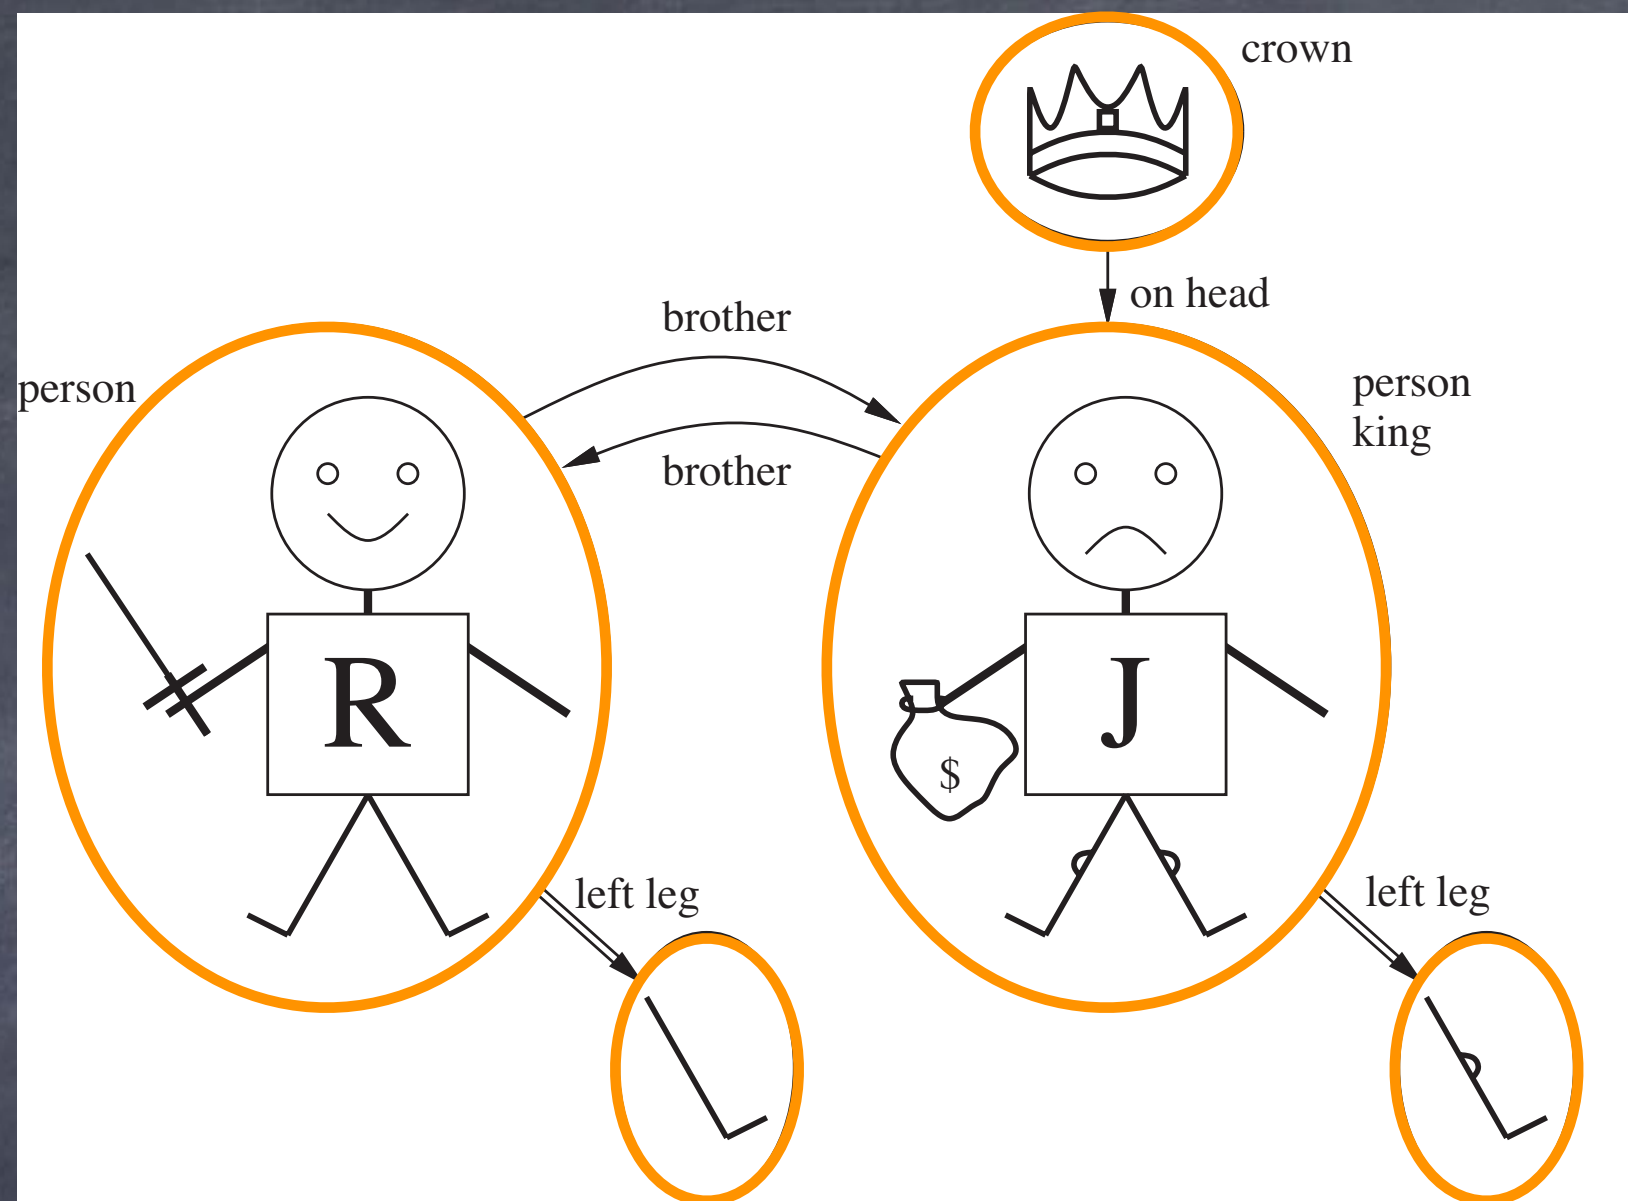 crown
on head
brother
person
person
king
brother
R
J
$
left leg
left leg